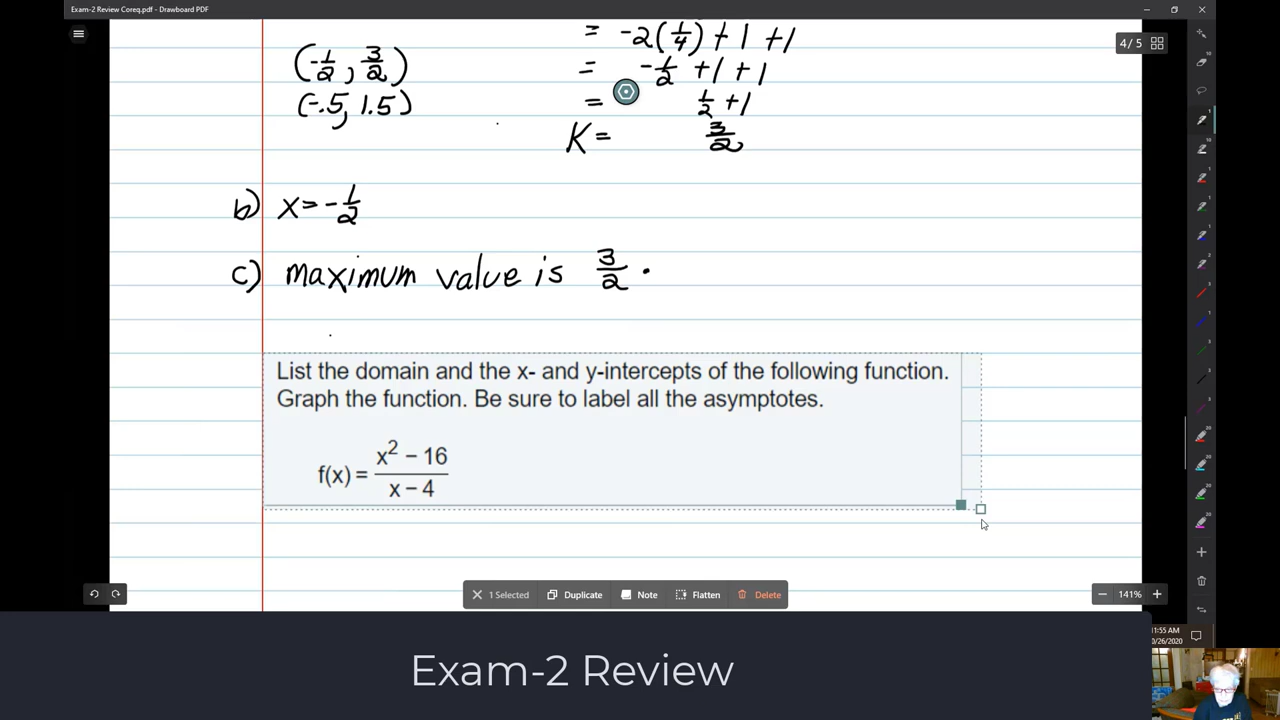 Exam-2 Review Coreq.pdf - Drawboard PDF
4 / 5
= -2(1/4) + 1 + 1
(-1/2, 3/2)
= -1/2 + 1 + 1
(-.5, 1.5)
= 1/2 + 1
K = 3/2
b) x = -1/2
c) maximum value is 3/2.
List the domain and the x- and y-intercepts of the following function.
Graph the function. Be sure to label all the asymptotes.
f(x) = (x² − 16)/(x − 4)
1 Selected Duplicate Note Flatten Delete
141%
11:55 AM
Exam-2 Review